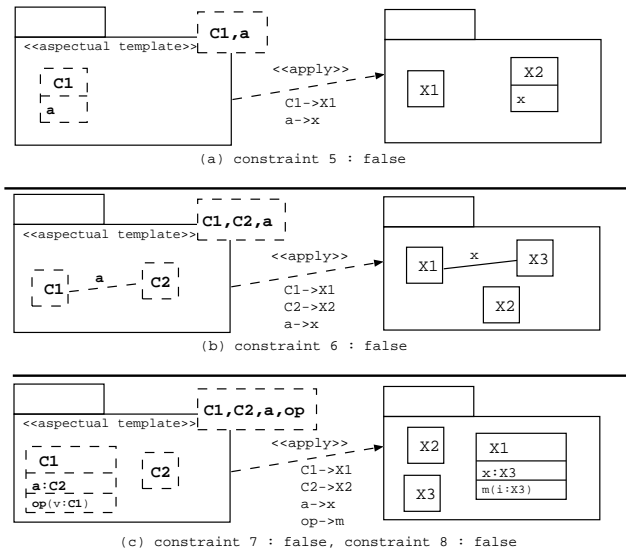 C1,a
<<aspectual template>>
C1
a
<<apply>>
C1->X1
a->x
X1
X2
x
(a) constraint 5 : false
C1,C2,a
<<aspectual template>>
C1
a
C2
<<apply>>
C1->X1
C2->X2
a->x
X1
x
X3
X2
(b) constraint 6 : false
C1,C2,a,op
<<aspectual template>>
C1
a:C2
op(v:C1)
C2
<<apply>>
C1->X1
C2->X2
a->x
op->m
X2
X3
X1
x:X3
m(i:X3)
(c) constraint 7 : false, constraint 8 : false